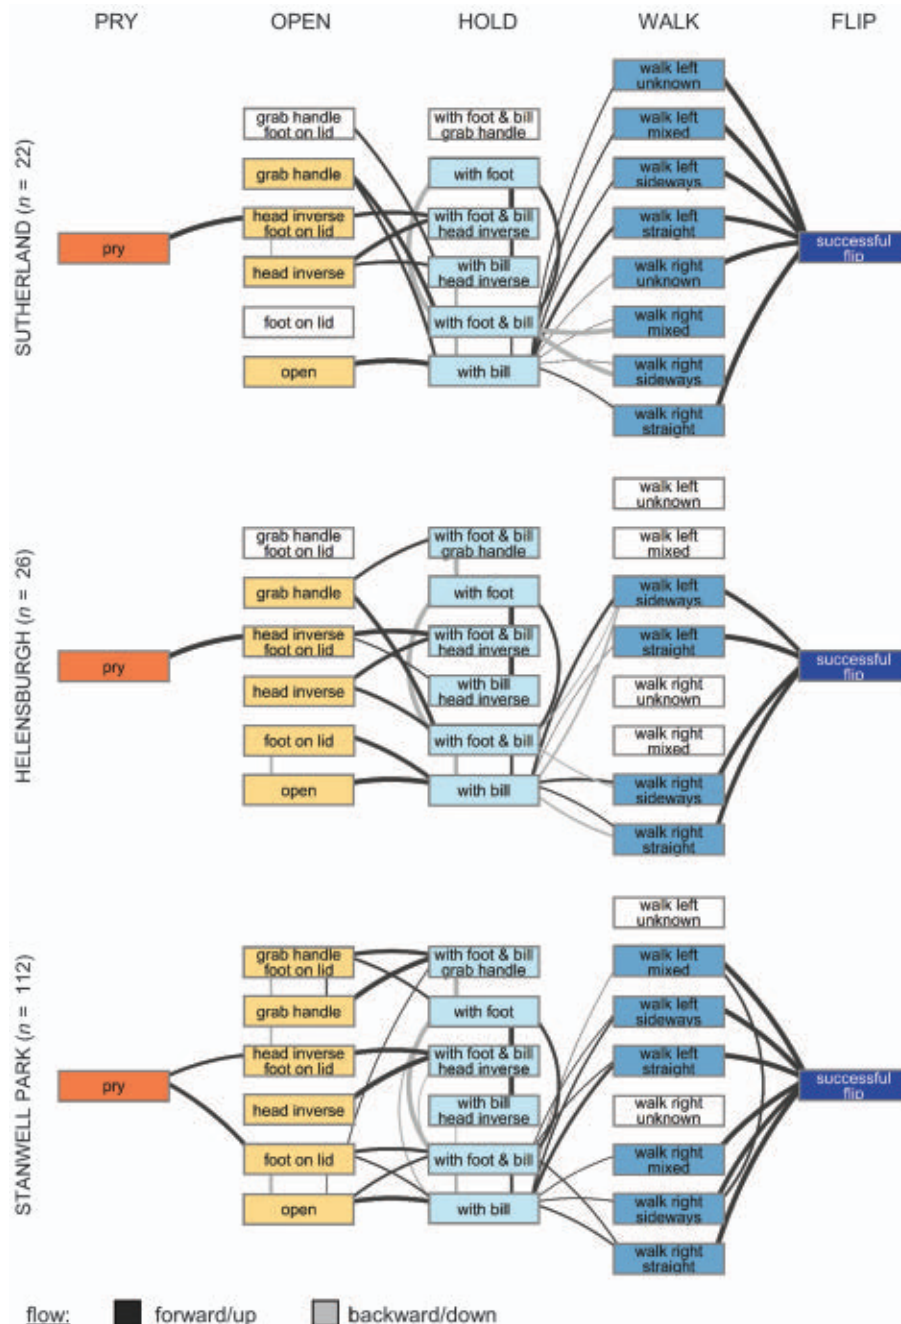 PRY OPEN HOLD WALK FLIP
SUTHERLAND (n = 22)
pry
grab handle
foot on lid
grab handle
head inverse
foot on lid
head inverse
foot on lid
open
with foot & bill
grab handle
with foot
with foot & bill
head inverse
with bill
head inverse
with foot & bill
with bill
walk left
unknown
walk left
mixed
walk left
sideways
walk left
straight
walk right
unknown
walk right
mixed
walk right
sideways
walk right
straight
successful
flip
HELENSBURGH (n = 26)
pry
grab handle
foot on lid
grab handle
head inverse
foot on lid
head inverse
foot on lid
open
with foot & bill
grab handle
with foot
with foot & bill
head inverse
with bill
head inverse
with foot & bill
with bill
walk left
unknown
walk left
mixed
walk left
sideways
walk left
straight
walk right
unknown
walk right
mixed
walk right
sideways
walk right
straight
successful
flip
STANWELL PARK (n = 112)
pry
grab handle
foot on lid
grab handle
head inverse
foot on lid
head inverse
foot on lid
open
with foot & bill
grab handle
with foot
with foot & bill
head inverse
with bill
head inverse
with foot & bill
with bill
walk left
unknown
walk left
mixed
walk left
sideways
walk left
straight
walk right
unknown
walk right
mixed
walk right
sideways
walk right
straight
successful
flip
flow: forward/up backward/down